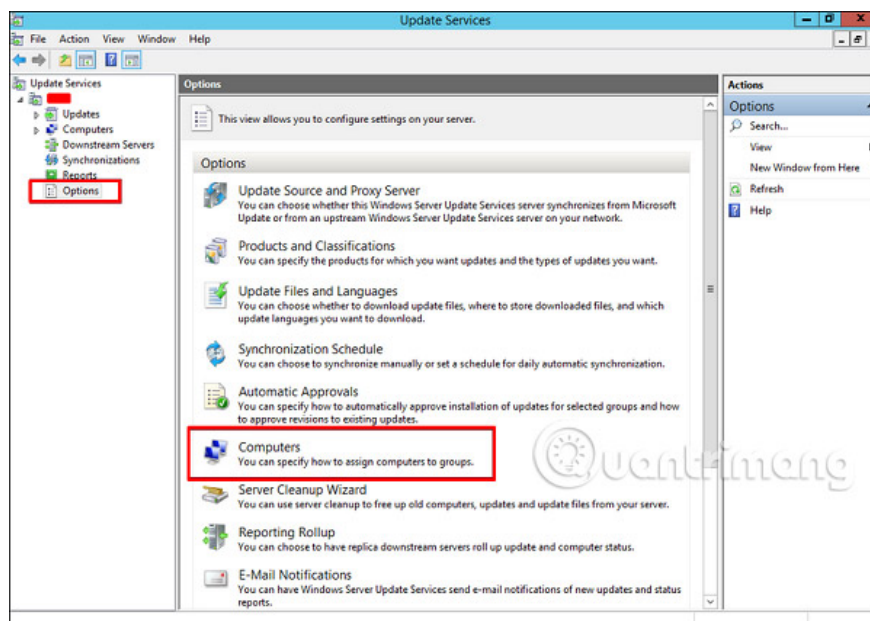 Update Services
File Action View Window Help
Update Services
Updates
Computers
Downstream Servers
Synchronizations
Reports
Options
Options
This view allows you to configure settings on your server.
Options
Update Source and Proxy Server
You can choose whether this Windows Server Update Services server synchronizes from Microsoft
Update or from an upstream Windows Server Update Services server on your network.
Products and Classifications
You can specify the products for which you want updates and the types of updates you want.
Update Files and Languages
You can choose whether to download update files, where to store downloaded files, and which
update languages you want to download.
Synchronization Schedule
You can choose to synchronize manually or set a schedule for daily automatic synchronization.
Automatic Approvals
You can specify how to automatically approve installation of updates for selected groups and how
to approve revisions to existing updates.
Computers
You can specify how to assign computers to groups.
Server Cleanup Wizard
You can use server cleanup to free up old computers, updates and update files from your server.
Reporting Rollup
You can choose to have replica downstream servers roll up update and computer status.
E-Mail Notifications
You can have Windows Server Update Services send e-mail notifications of new updates and status
reports.
Actions
Options
Search...
View
New Window from Here
Refresh
Help
Quantrimang